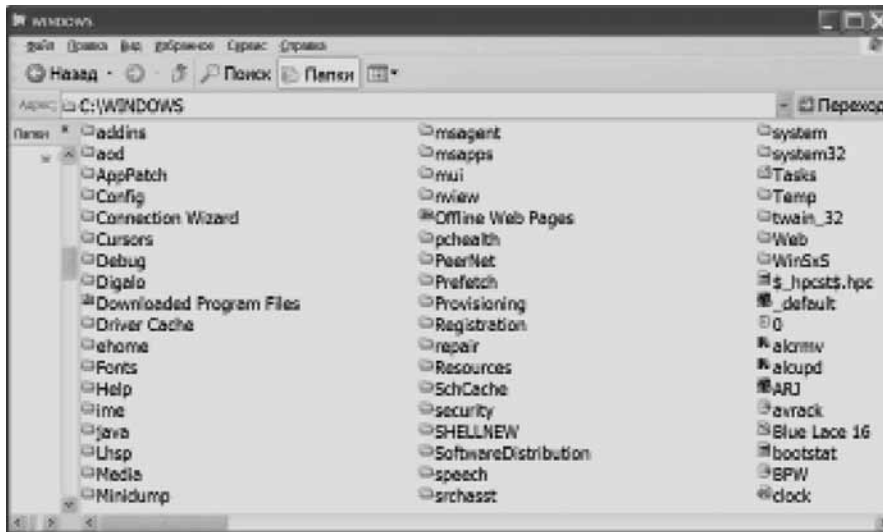 WINDOWS
Файл Правка Вид Избранное Сервис Справка
Назад Поиск Папки
Адрес: C:\WINDOWS Переход
Папки
addins
aod
AppPatch
Config
Connection Wizard
Cursors
Debug
Digalo
Downloaded Program Files
Driver Cache
ehome
Fonts
Help
ime
java
Lhsp
Media
Minidump
msagent
msapps
mui
nview
Offline Web Pages
pchealth
PeerNet
Prefetch
Provisioning
Registration
repair
Resources
SchCache
security
SHELLNEW
SoftwareDistribution
speech
srchasst
system
system32
Tasks
Temp
twain_32
Web
WinSxS
$_hpcst$.hpc
_default
0
alcrmv
alcupd
ARJ
avrack
Blue Lace 16
bootstat
BPW
clock